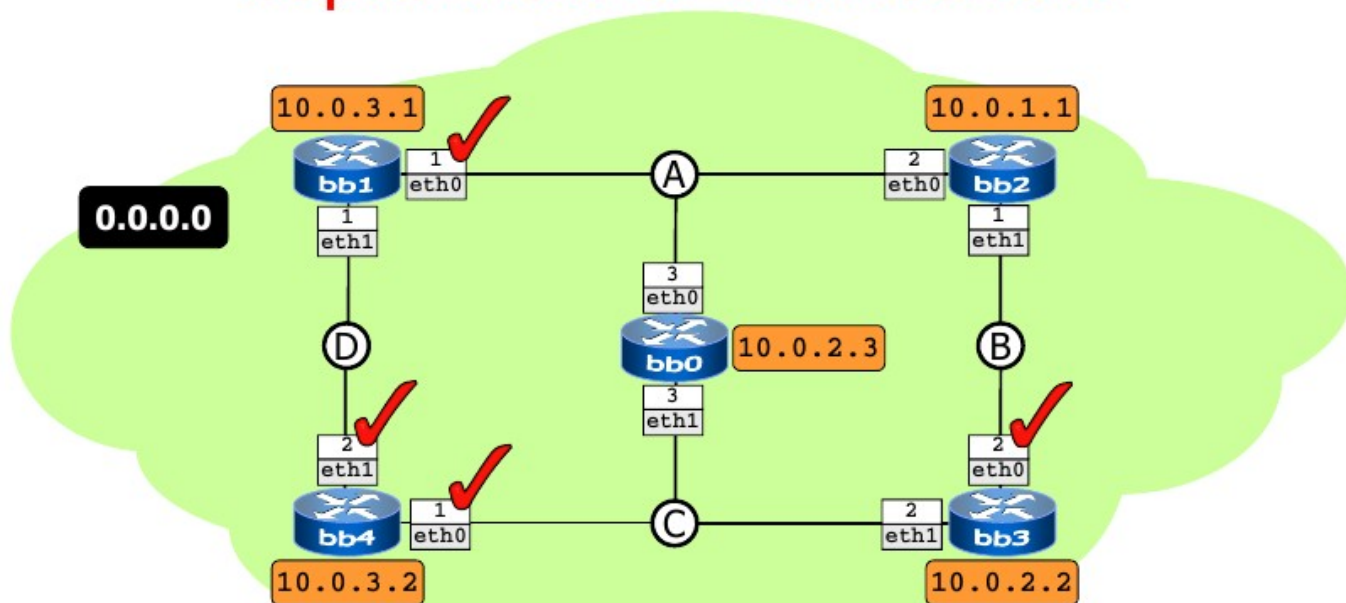 10.0.3.1
10.0.1.1
1
eth0
A
2
eth0
bb1
bb2
0.0.0.0
1
eth1
1
eth1
3
eth0
D
bb0
10.0.2.3
B
3
eth1
2
eth1
2
eth0
1
eth0
C
2
eth1
bb4
bb3
10.0.3.2
10.0.2.2